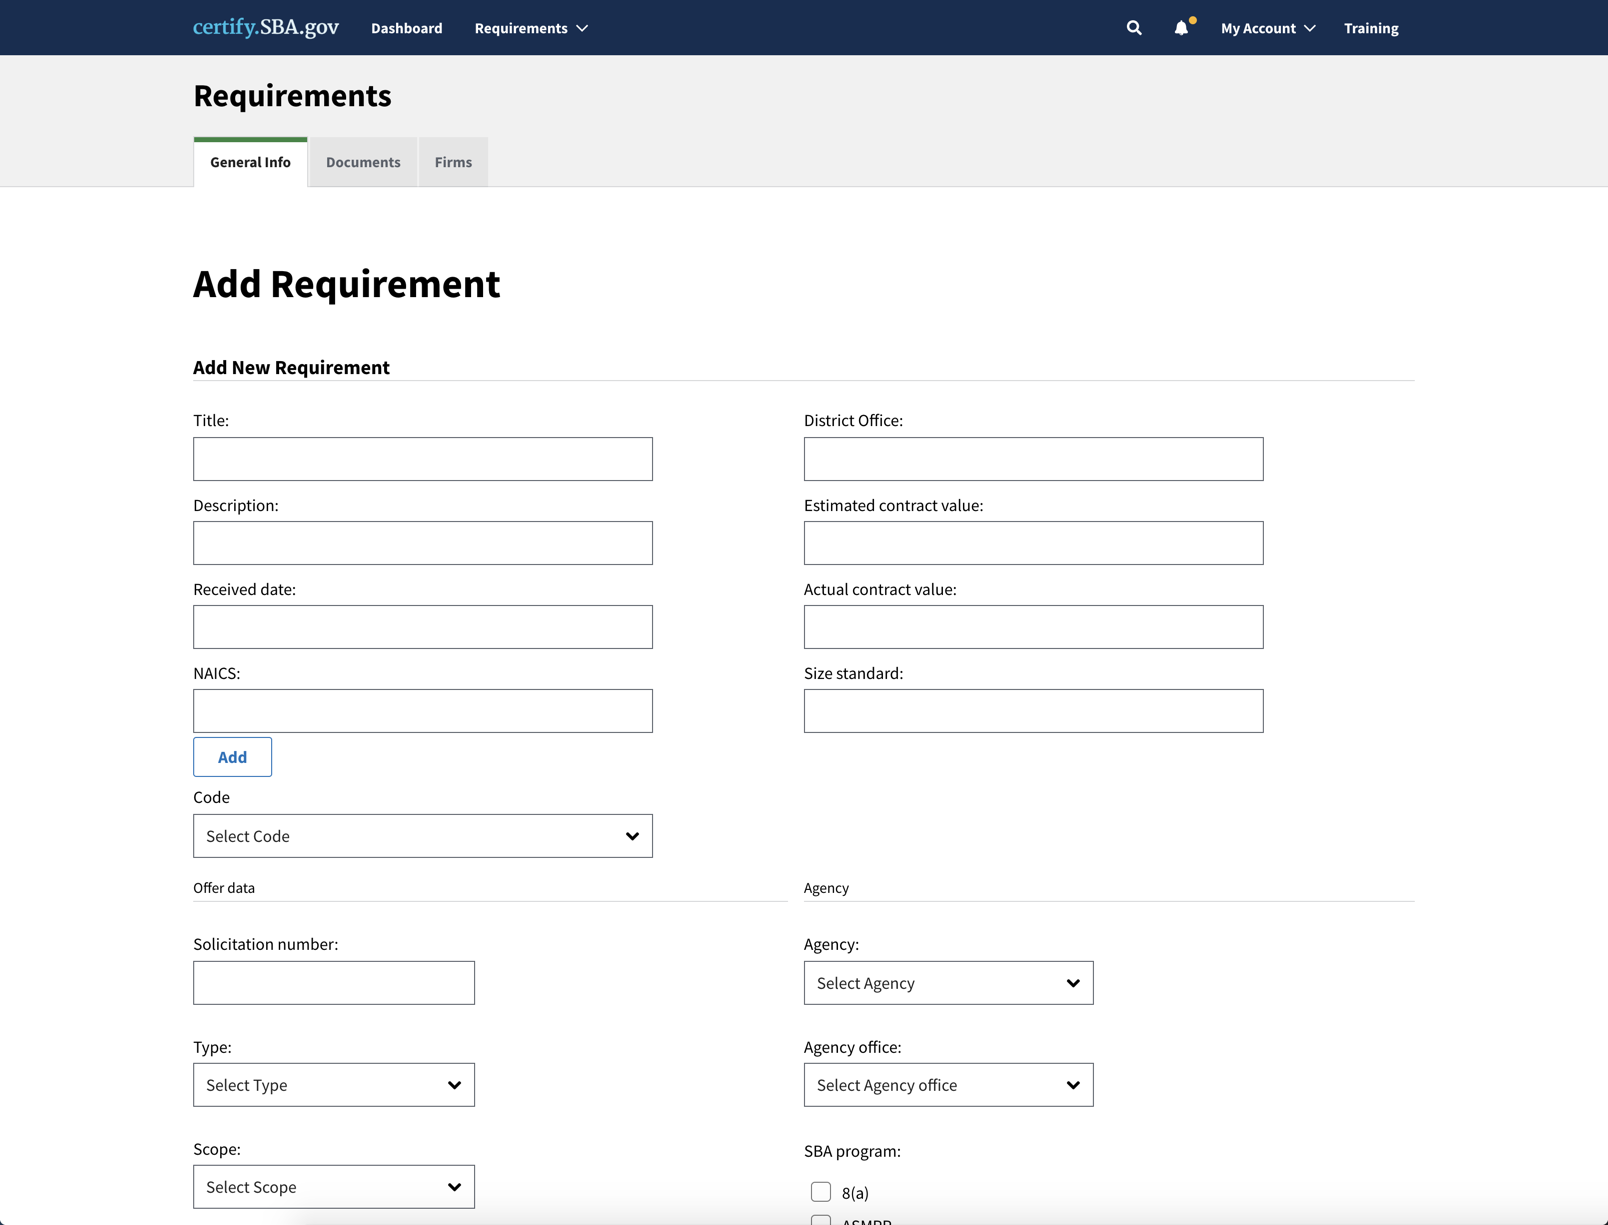 certify.SBA.gov Dashboard Requirements My Account Training
Requirements
General Info Documents Firms
Add Requirement
Add New Requirement
Title:
District Office:
Description:
Estimated contract value:
Received date:
Actual contract value:
NAICS:
Size standard:
Add
Code
Select Code
Offer data
Agency
Solicitation number:
Agency:
Select Agency
Type:
Select Type
Agency office:
Select Agency office
Scope:
Select Scope
SBA program:
8(a)